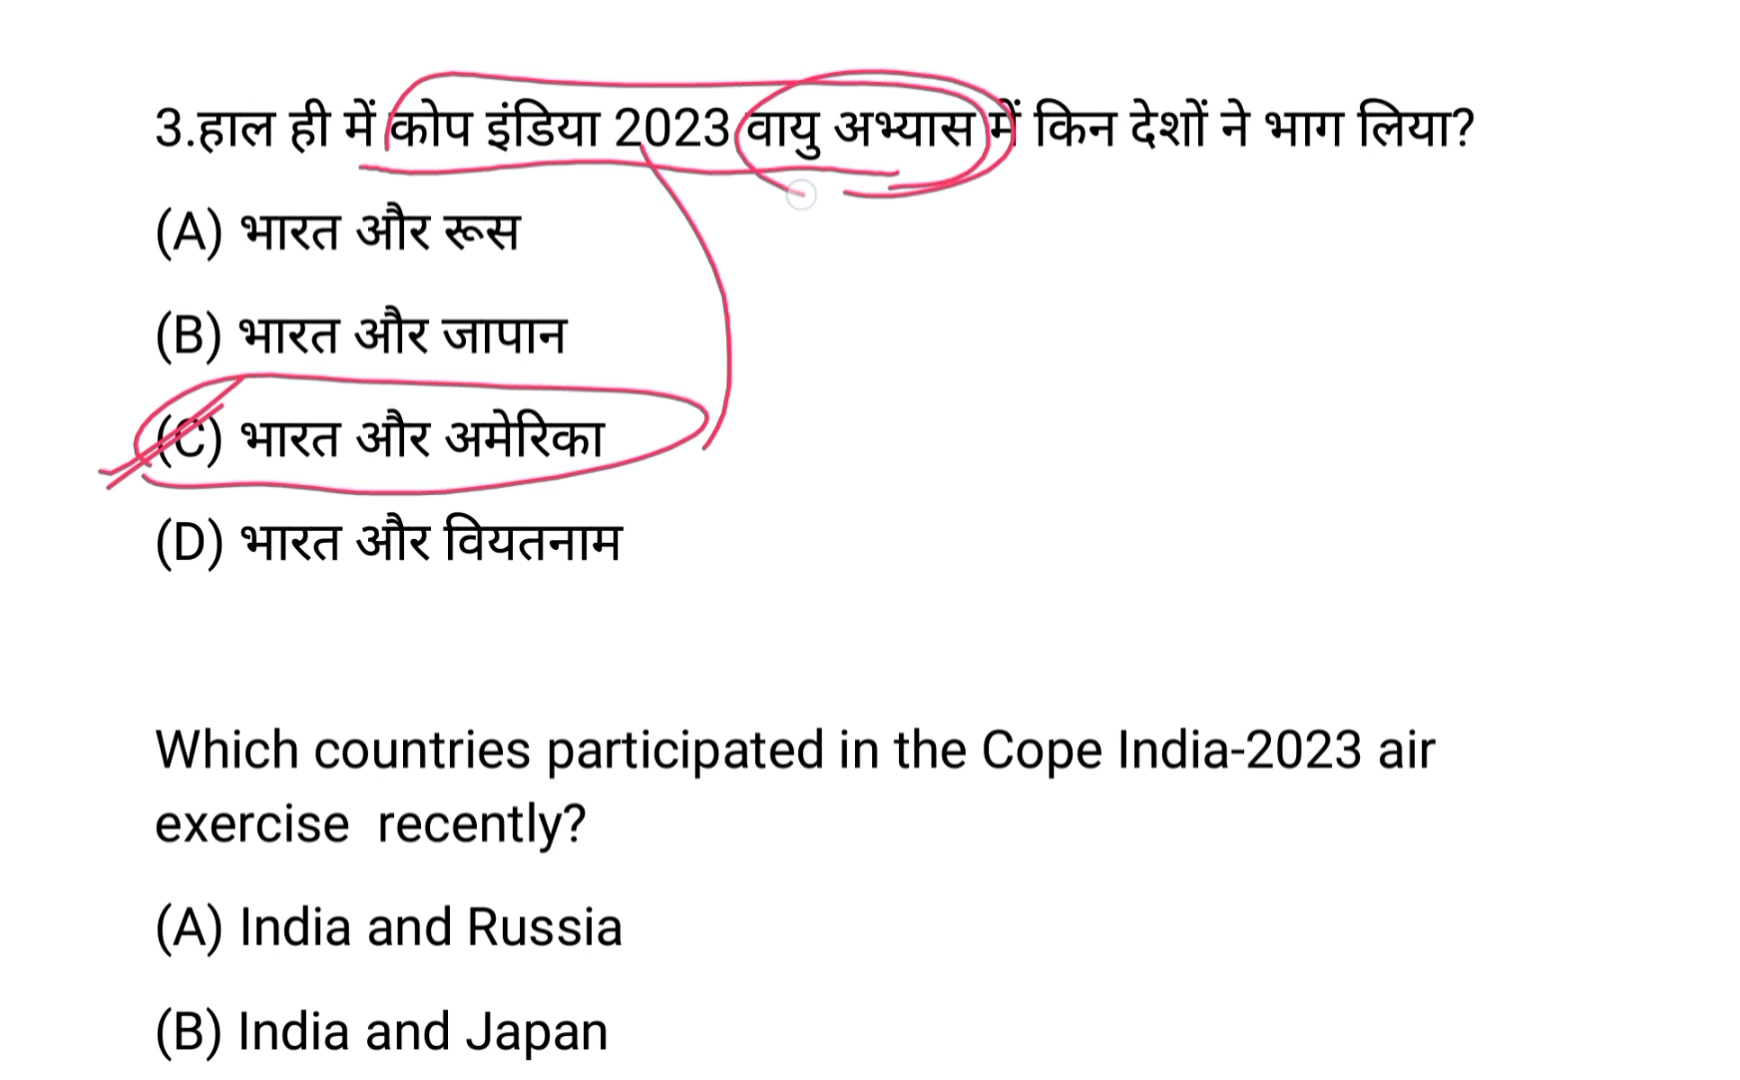 3.हाल ही में कोप इंडिया 2023 वायु अभ्यास में किन देशों ने भाग लिया?
(A) भारत और रूस
(B) भारत और जापान
(C) भारत और अमेरिका
(D) भारत और वियतनाम
Which countries participated in the Cope India-2023 air
exercise recently?
(A) India and Russia
(B) India and Japan